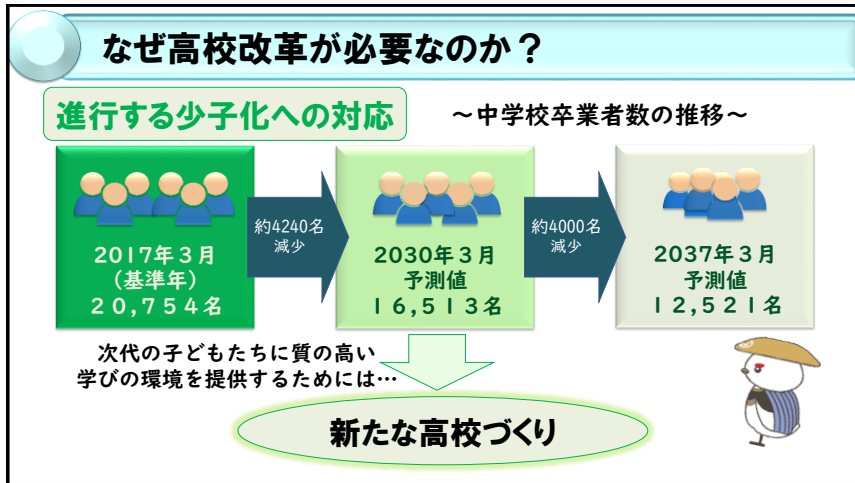 なぜ高校改革が必要なのか？
進行する少子化への対応
～中学校卒業者数の推移～
2017年３月
(基準年)
２０,７５４名
約4240名
減少
2030年３月
予測値
１６,５１３名
約4000名
減少
2037年３月
予測値
１２,５２１名
次代の子どもたちに質の高い
学びの環境を提供するためには…
新たな高校づくり